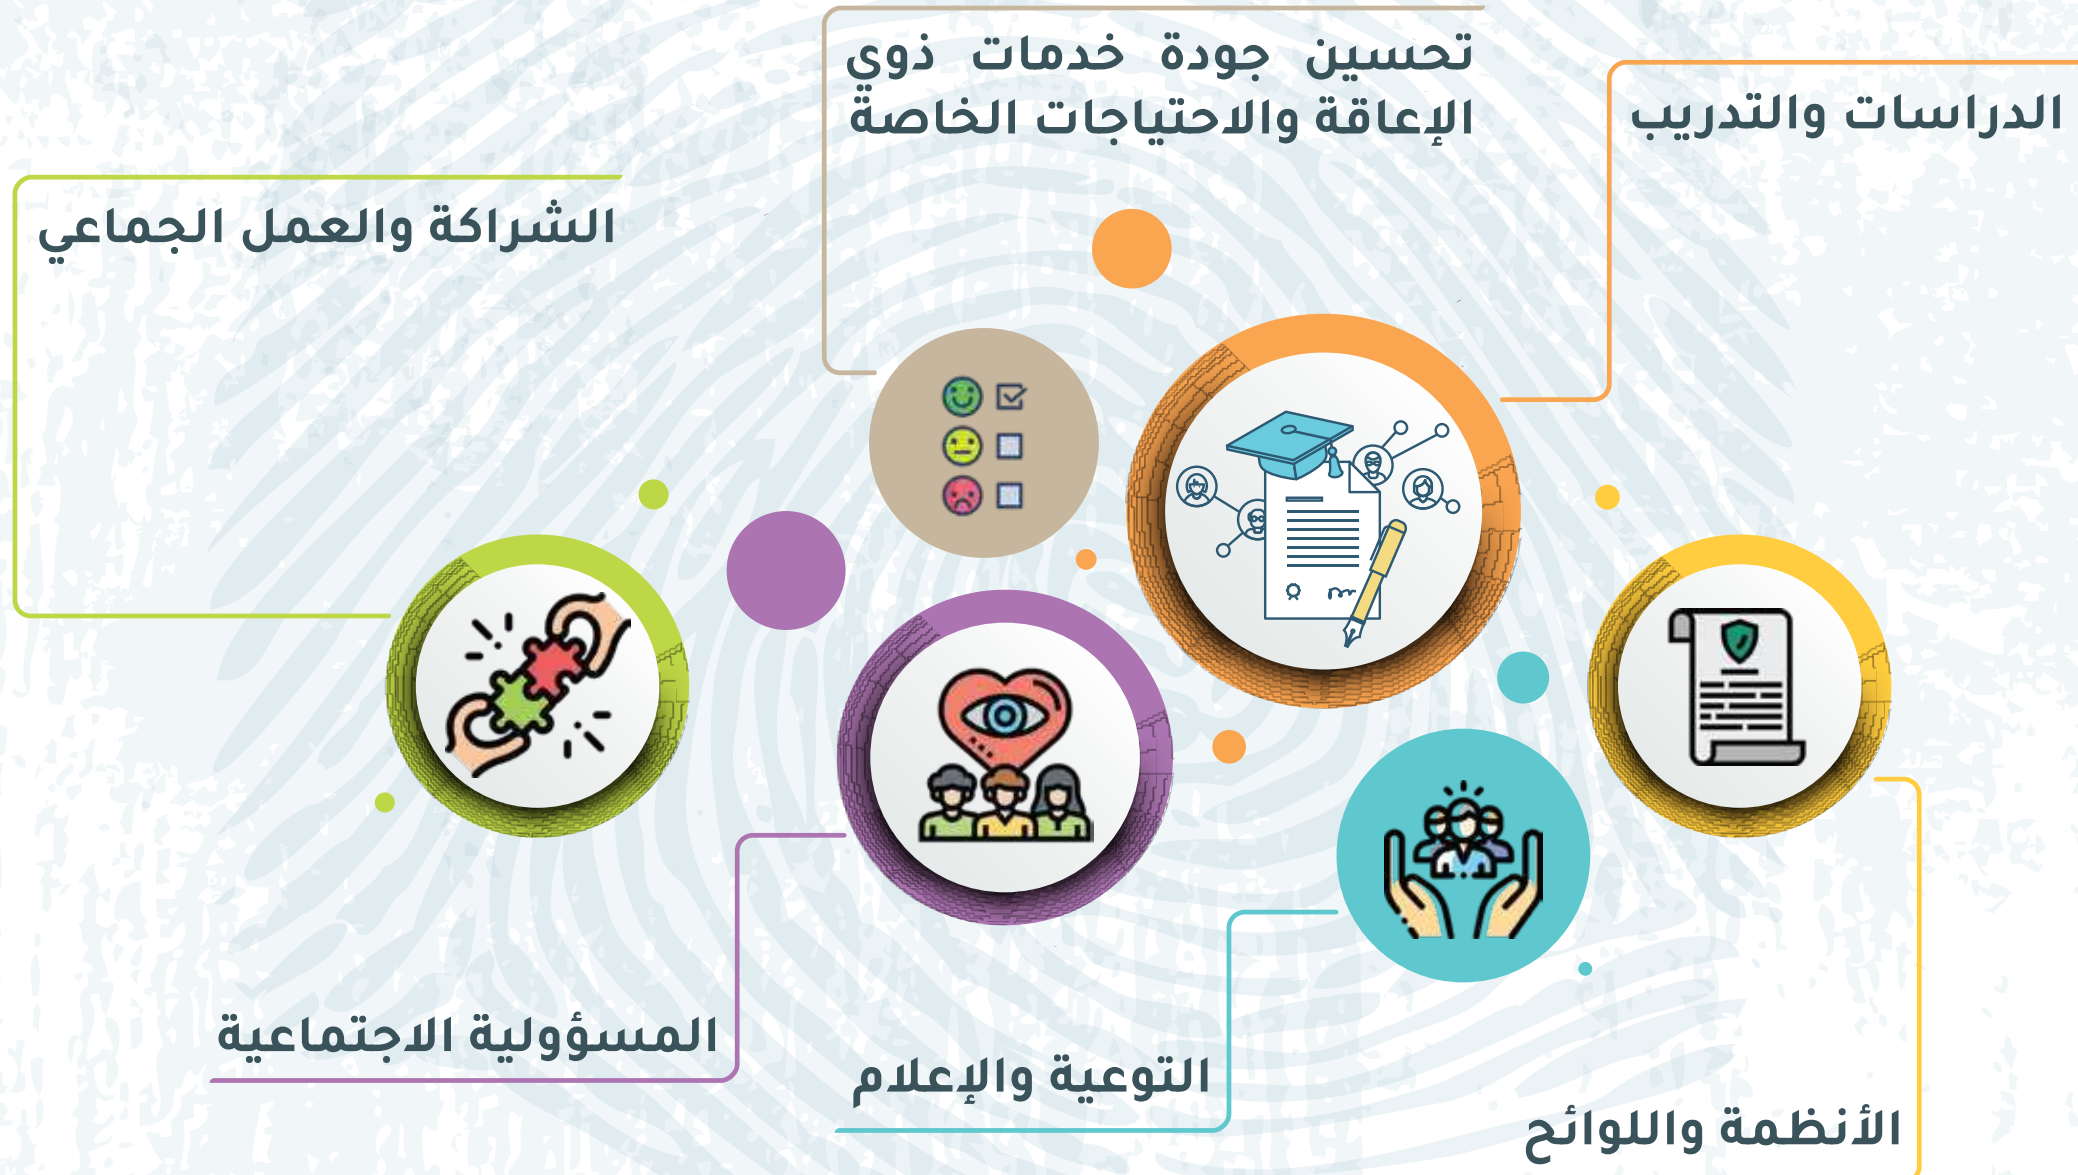 تحسين جودة خدمات ذوي
الإعاقة والاحتياجات الخاصة
الدراسات والتدريب
الشراكة والعمل الجماعي
المسؤولية الاجتماعية
التوعية والإعلام
الأنظمة واللوائح